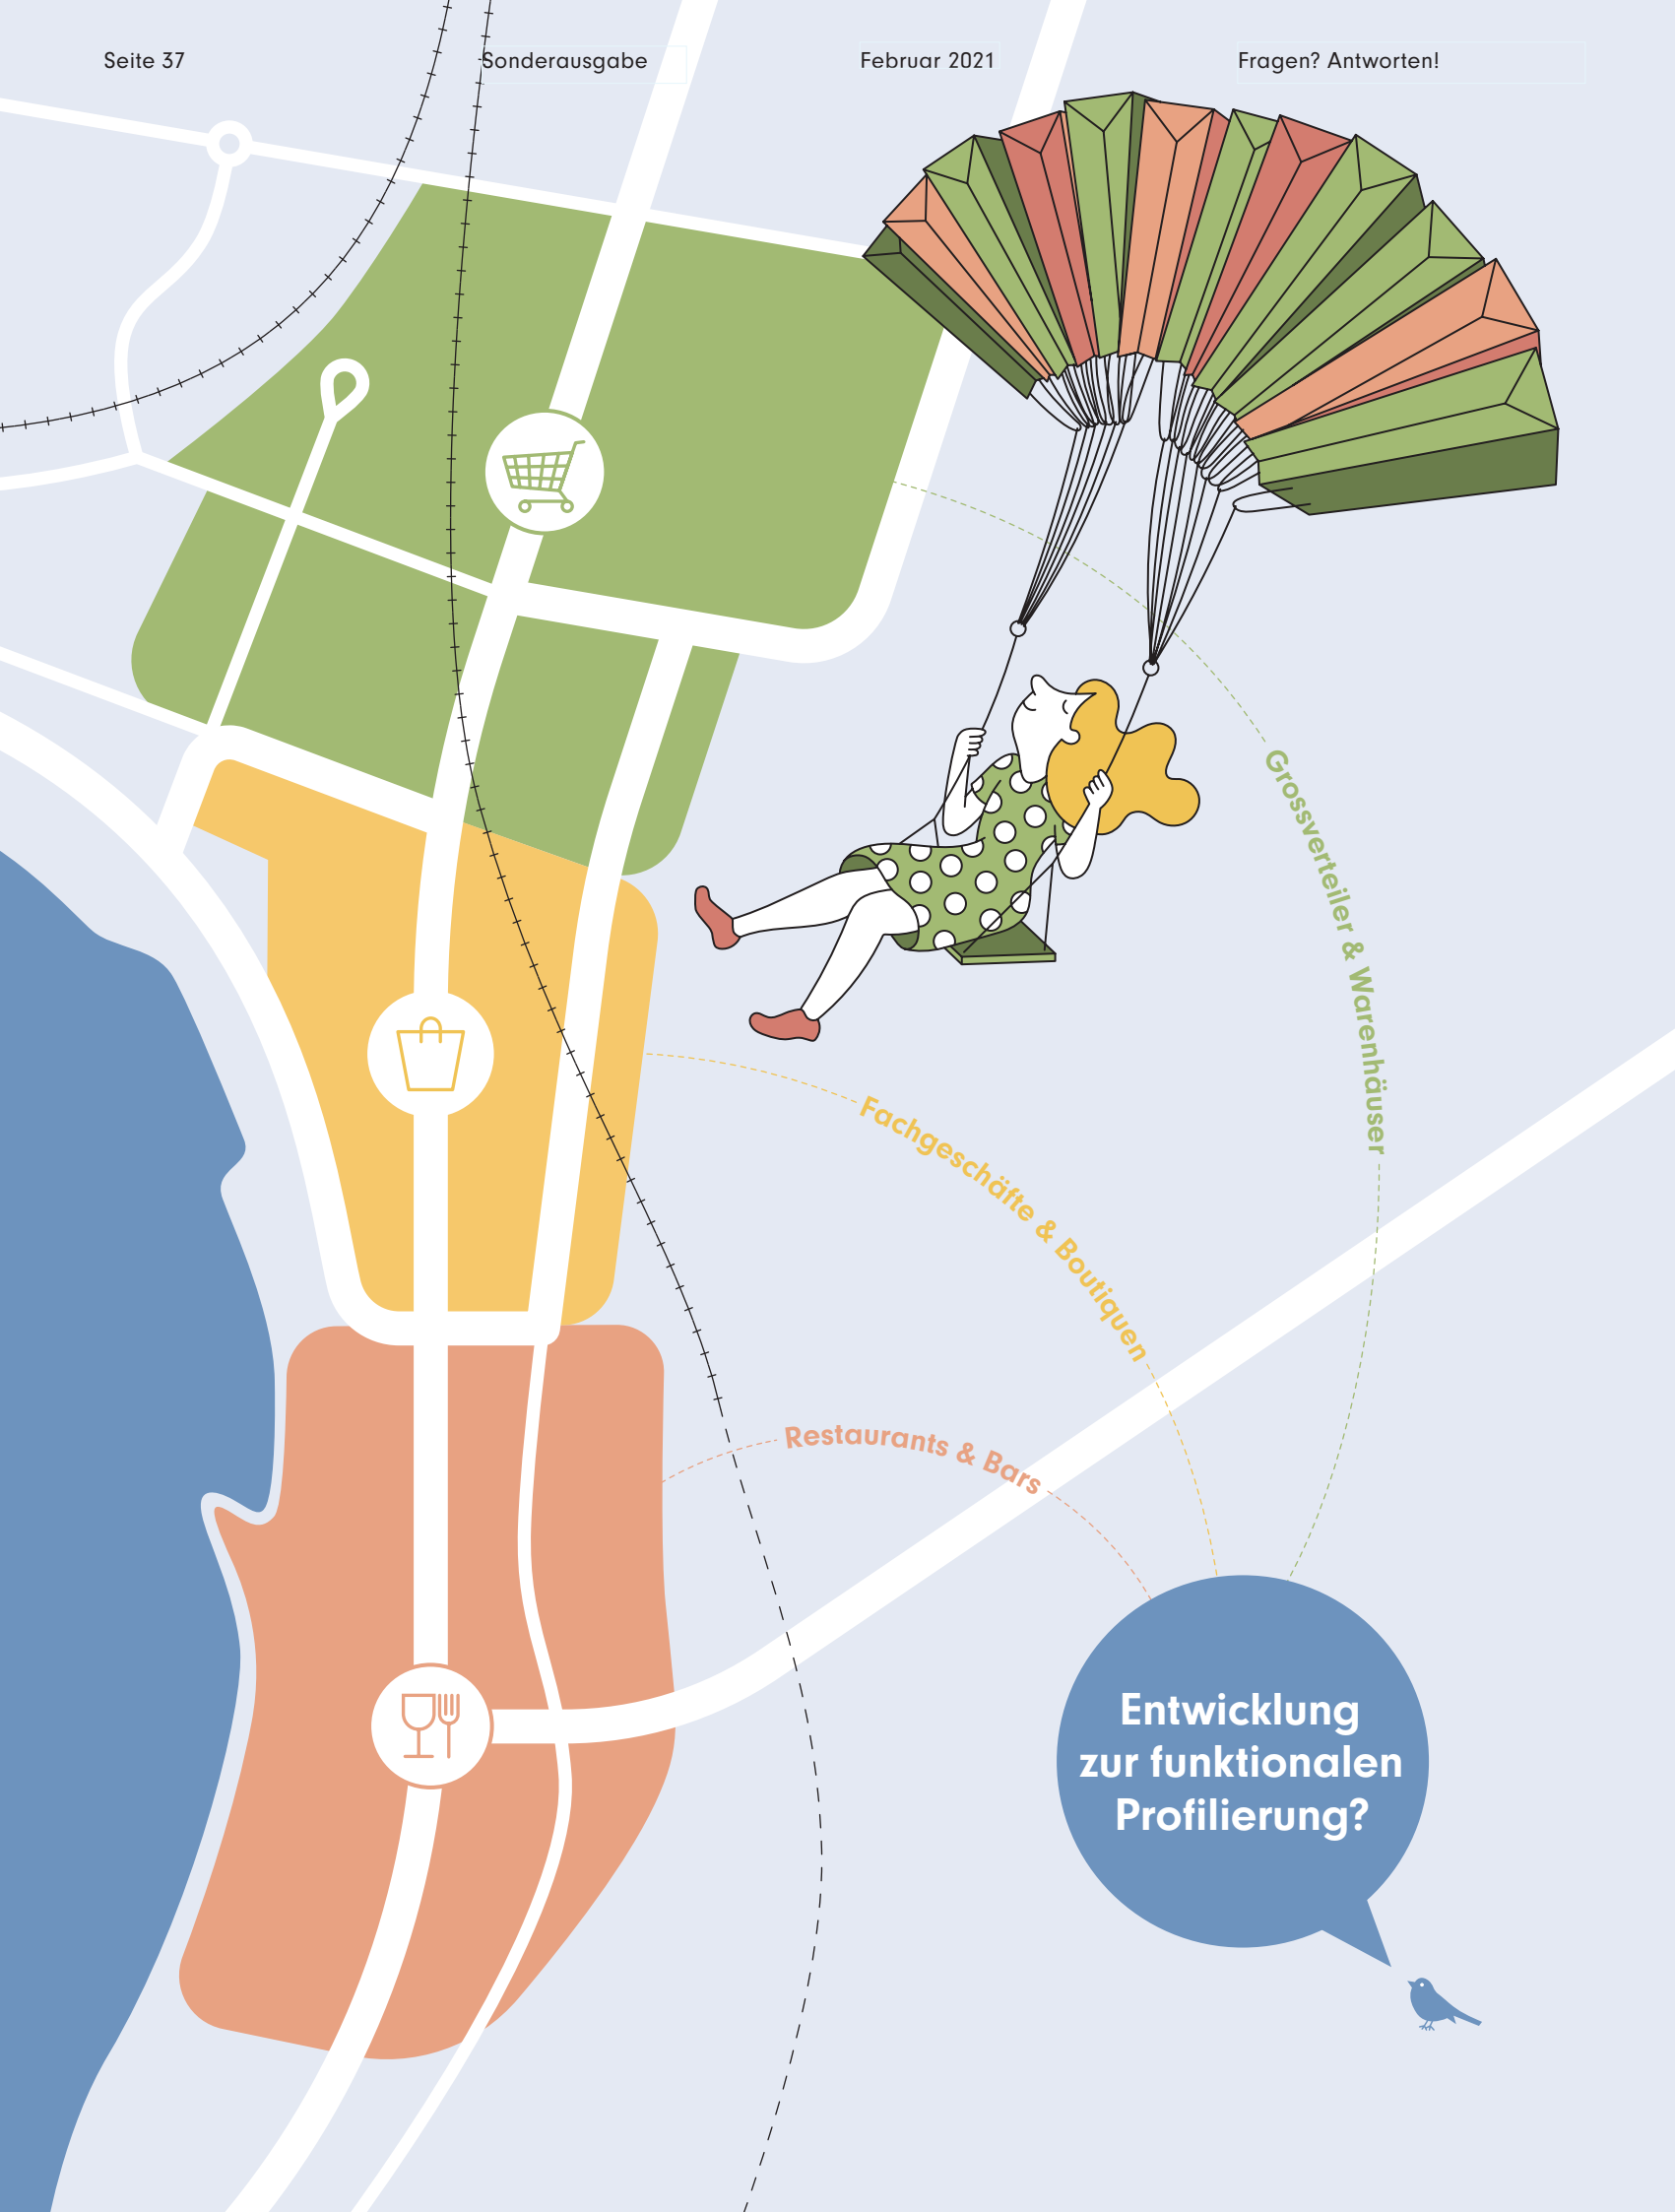 Seite 37
Sonderausgabe
Februar 2021
Fragen? Antworten!
Grossverteiler & Warenhäuser
Fachgeschäfte & Boutiquen
Restaurants & Bars
Entwicklung
zur funktionalen
Profilierung?